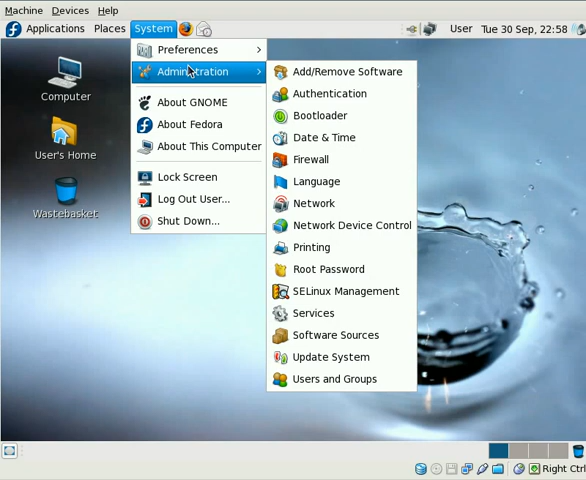 Machine Devices Help
Applications Places System User Tue 30 Sep, 22:58
Preferences
Administration
About GNOME
About Fedora
About This Computer
Lock Screen
Log Out User...
Shut Down...
Add/Remove Software
Authentication
Bootloader
Date & Time
Firewall
Language
Network
Network Device Control
Printing
Root Password
SELinux Management
Services
Software Sources
Update System
Users and Groups
Computer
User's Home
Wastebasket
Right Ctrl